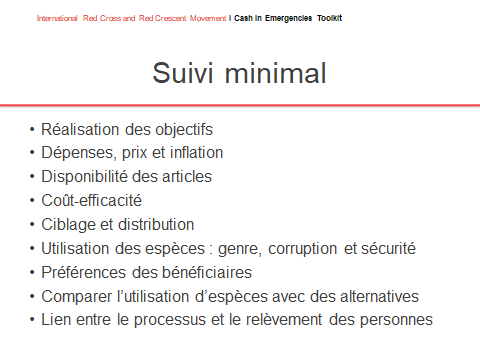 International Red Cross and Red Crescent Movement I Cash in Emergencies Toolkit
Suivi minimal
• Réalisation des objectifs
• Dépenses, prix et inflation
• Disponibilité des articles
• Coût-efficacité
• Ciblage et distribution
• Utilisation des espèces : genre, corruption et sécurité
• Préférences des bénéficiaires
• Comparer l’utilisation d’espèces avec des alternatives
• Lien entre le processus et le relèvement des personnes